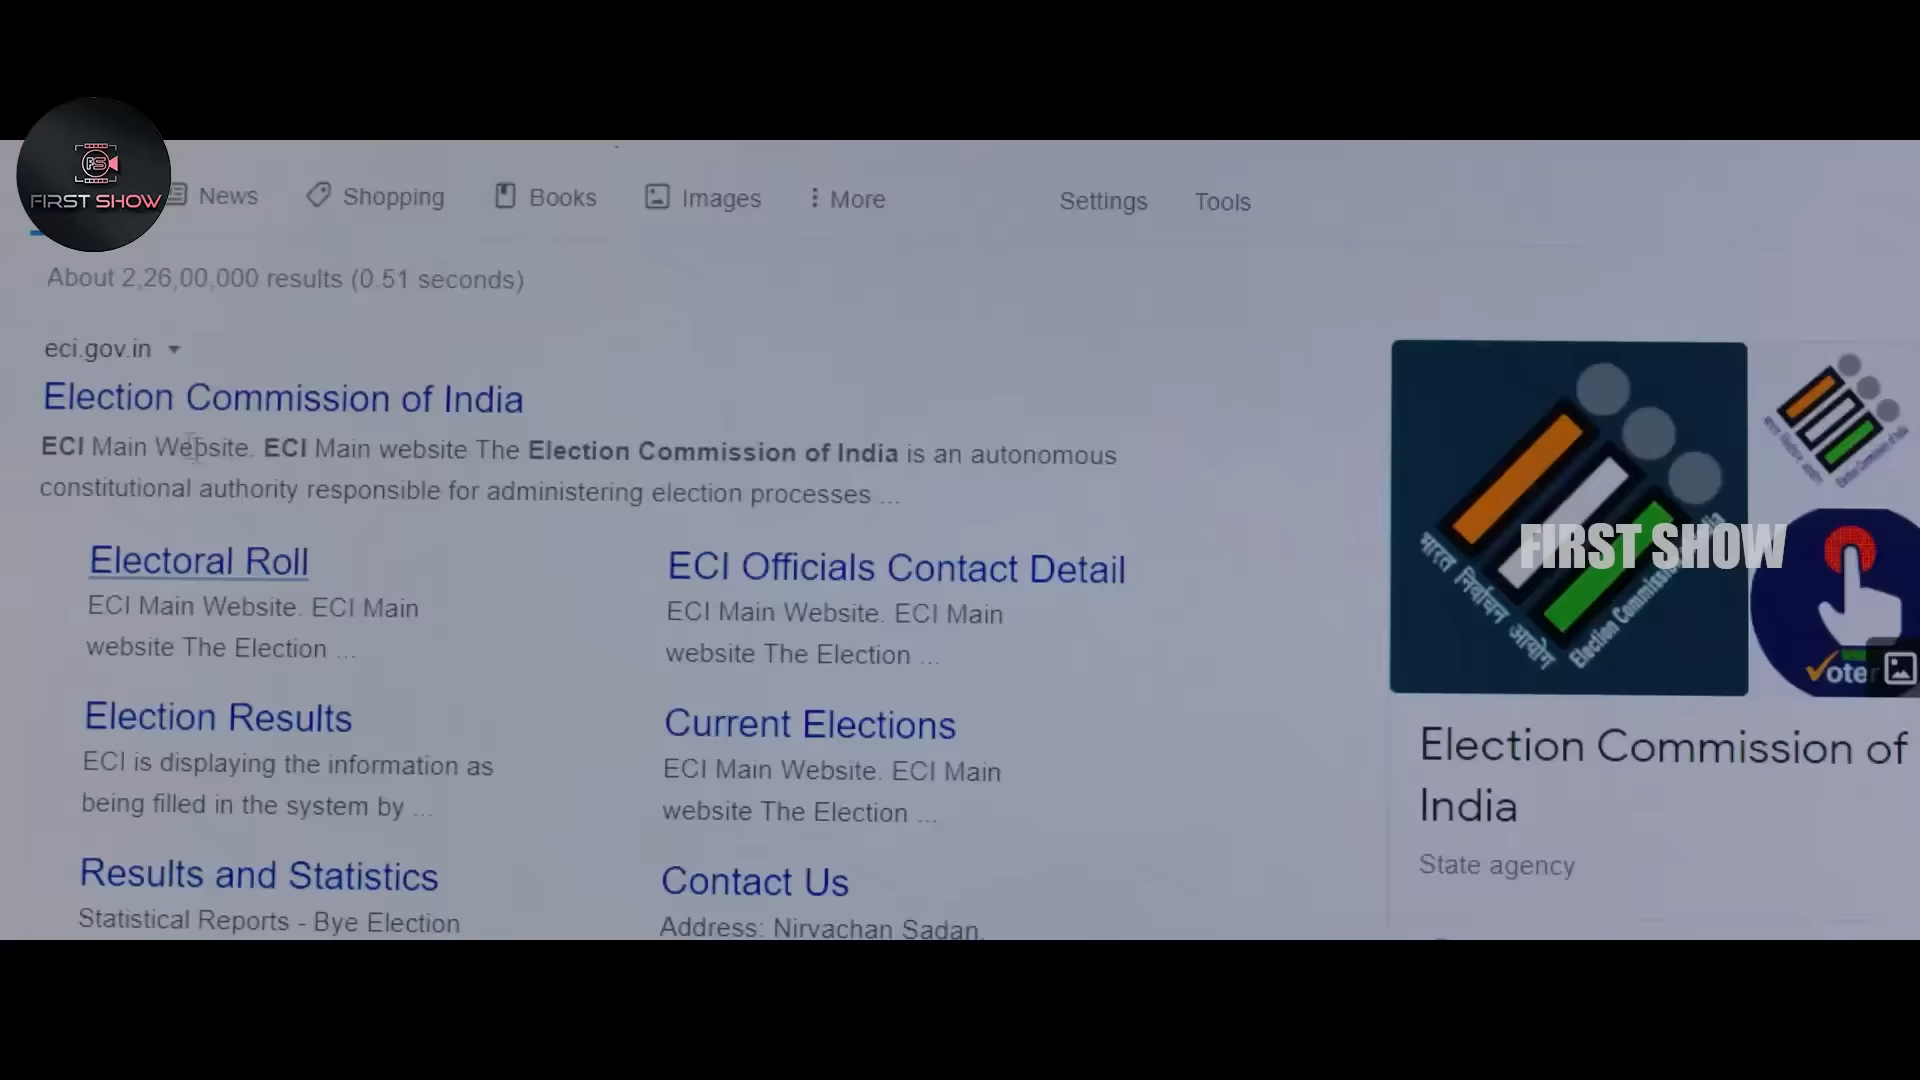 FS
FIRST SHOW
News
Shopping
Books
Images
More
Settings
Tools
About 2,26,00,000 results (0.51 seconds)
eci.gov.in
Election Commission of India
ECI Main Website. ECI Main website The Election Commission of India is an autonomous
constitutional authority responsible for administering election processes ...
Electoral Roll
ECI Main Website. ECI Main
website The Election ...
ECI Officials Contact Detail
ECI Main Website. ECI Main
website The Election ...
Election Results
ECI is displaying the information as
being filled in the system by ...
Current Elections
ECI Main Website. ECI Main
website The Election ...
Results and Statistics
Statistical Reports - Bye Election
Contact Us
Address: Nirvachan Sadan,
भारत निर्वाचन आयोग
Election Commission
FIRST SHOW
Voter
Election Commission of
India
State agency